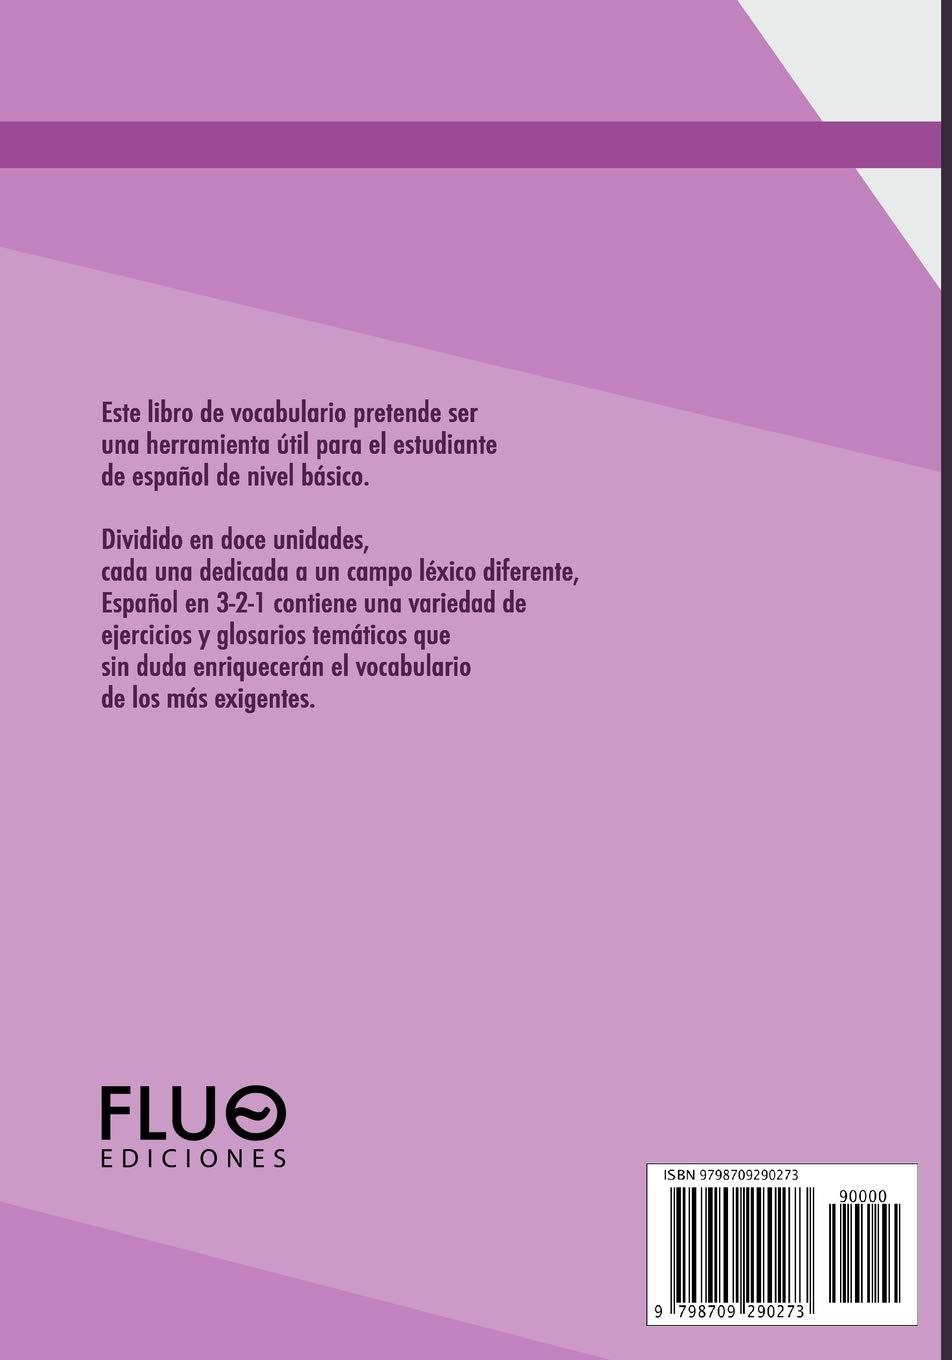 Este libro de vocabulario pretende ser
una herramienta útil para el estudiante
de español de nivel básico.
Dividido en doce unidades,
cada una dedicada a un campo léxico diferente,
Español en 3-2-1 contiene una variedad de
ejercicios y glosarios temáticos que
sin duda enriquecerán el vocabulario
de los más exigentes.
FLUO
EDICIONES
ISBN 9798709290273
90000
9 798709 290273